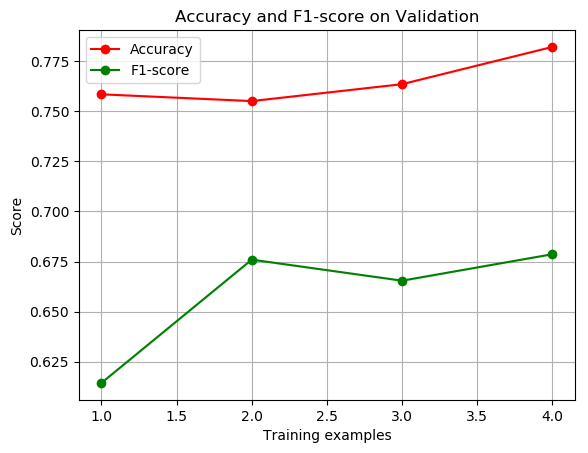 Accuracy and F1-score on Validation
Accuracy
F1-score
0.775
0.750
0.725
0.700
0.675
0.650
0.625
Score
1.0 1.5 2.0 2.5 3.0 3.5 4.0
Training examples